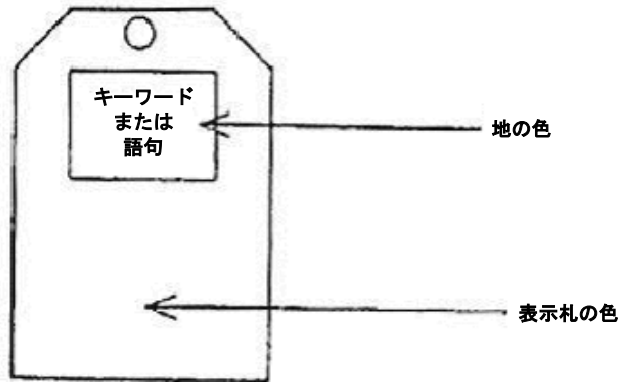 キーワード
または
語句
地の色
表示札の色